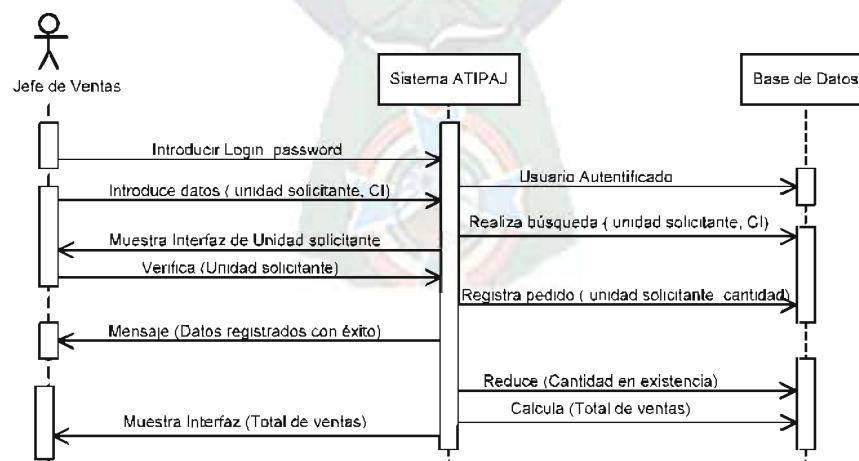 Jefe de Ventas
Sistema ATIPAJ
Base de Datos
Introducir Login password
Usuario Autentificado
Introduce datos ( unidad solicitante, CI)
Realiza búsqueda ( unidad solicitante, CI)
Muestra Interfaz de Unidad solicitante
Verifica (Unidad solicitante)
Registra pedido ( unidad solicitante cantidad)
Mensaje (Datos registrados con éxito)
Reduce (Cantidad en existencia)
Calcula (Total de ventas)
Muestra Interfaz (Total de ventas)